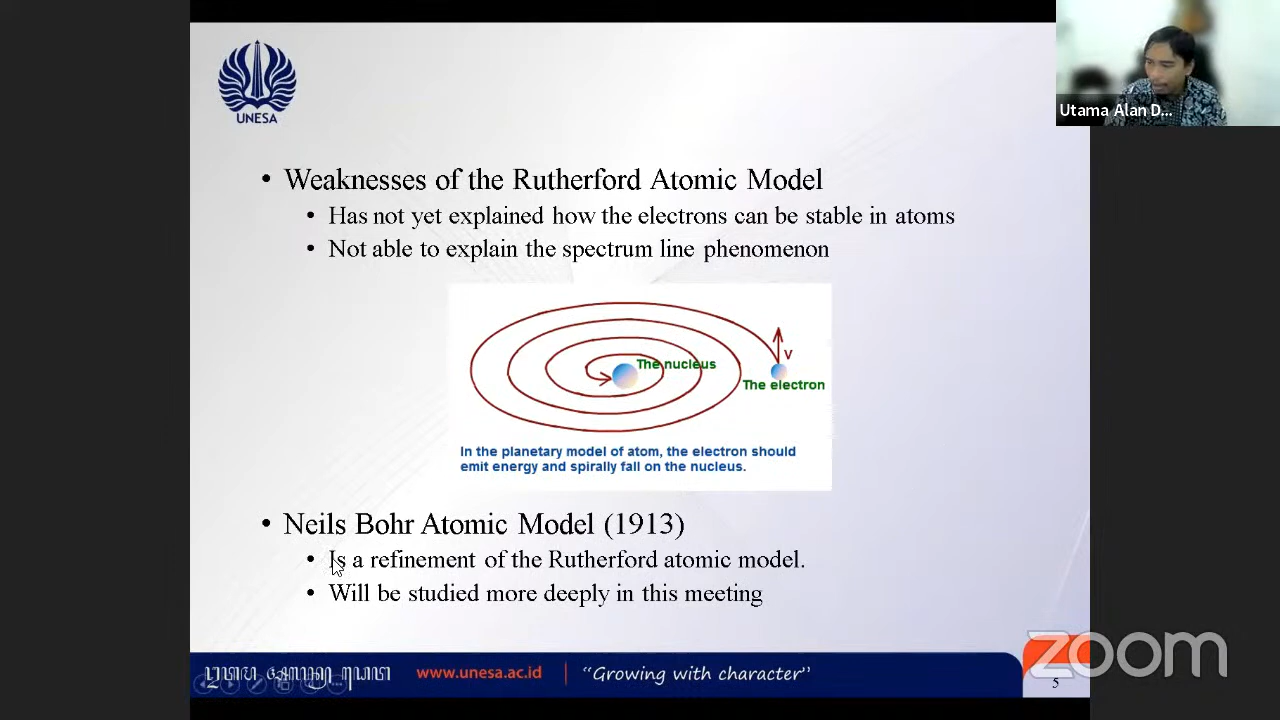 UNESA
Utama Alan D...
• Weaknesses of the Rutherford Atomic Model
• Has not yet explained how the electrons can be stable in atoms
• Not able to explain the spectrum line phenomenon
The nucleus
v
The electron
In the planetary model of atom, the electron should
emit energy and spirally fall on the nucleus.
• Neils Bohr Atomic Model (1913)
• Is a refinement of the Rutherford atomic model.
• Will be studied more deeply in this meeting
www.unesa.ac.id
“Growing with character”
zoom
5